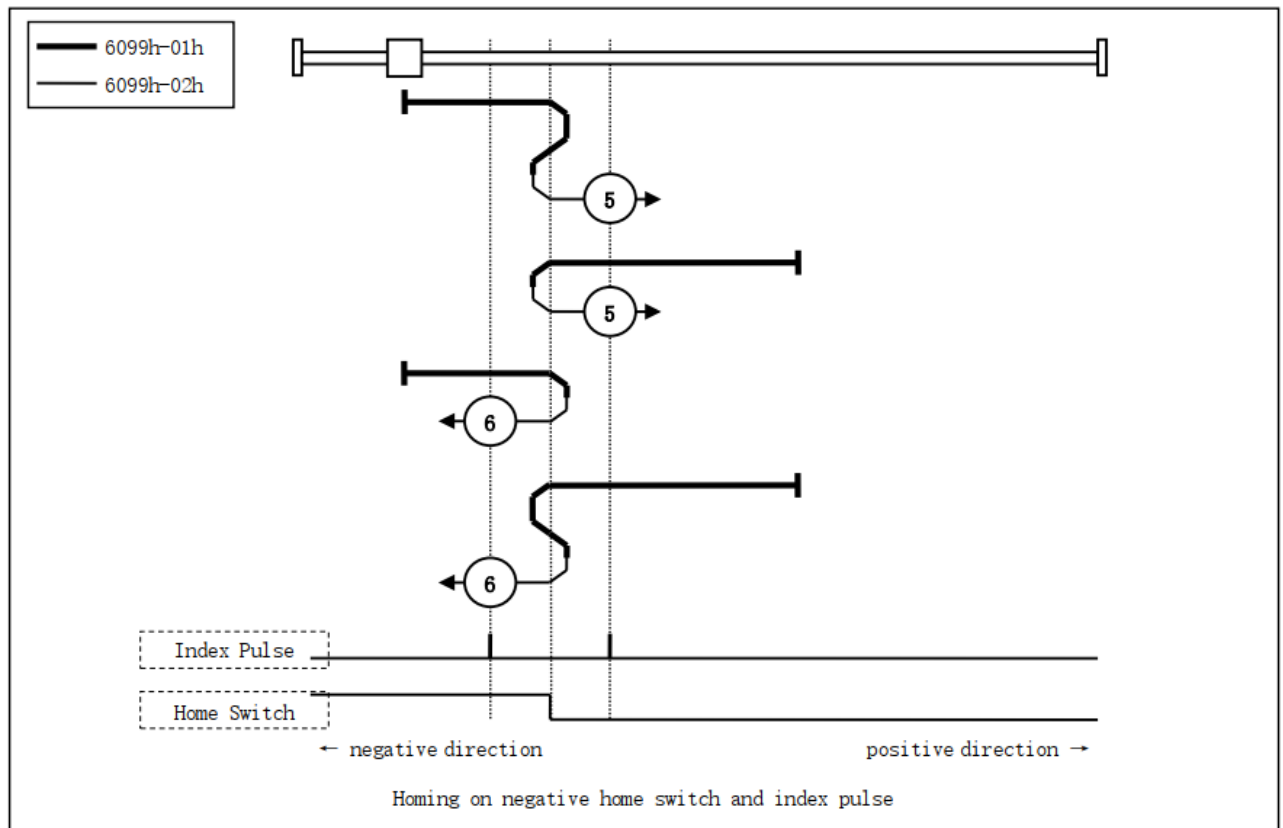 6099h-01h
6099h-02h
5
5
6
6
Index Pulse
Home Switch
← negative direction
positive direction →
Homing on negative home switch and index pulse